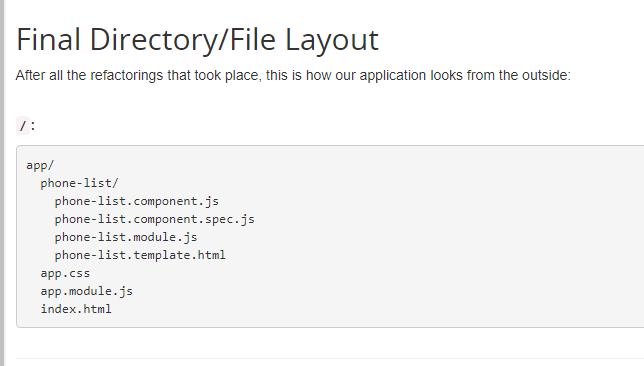 Final Directory/File Layout
After all the refactorings that took place, this is how our application looks from the outside:
/:
app/
  phone-list/
    phone-list.component.js
    phone-list.component.spec.js
    phone-list.module.js
    phone-list.template.html
  app.css
  app.module.js
  index.html